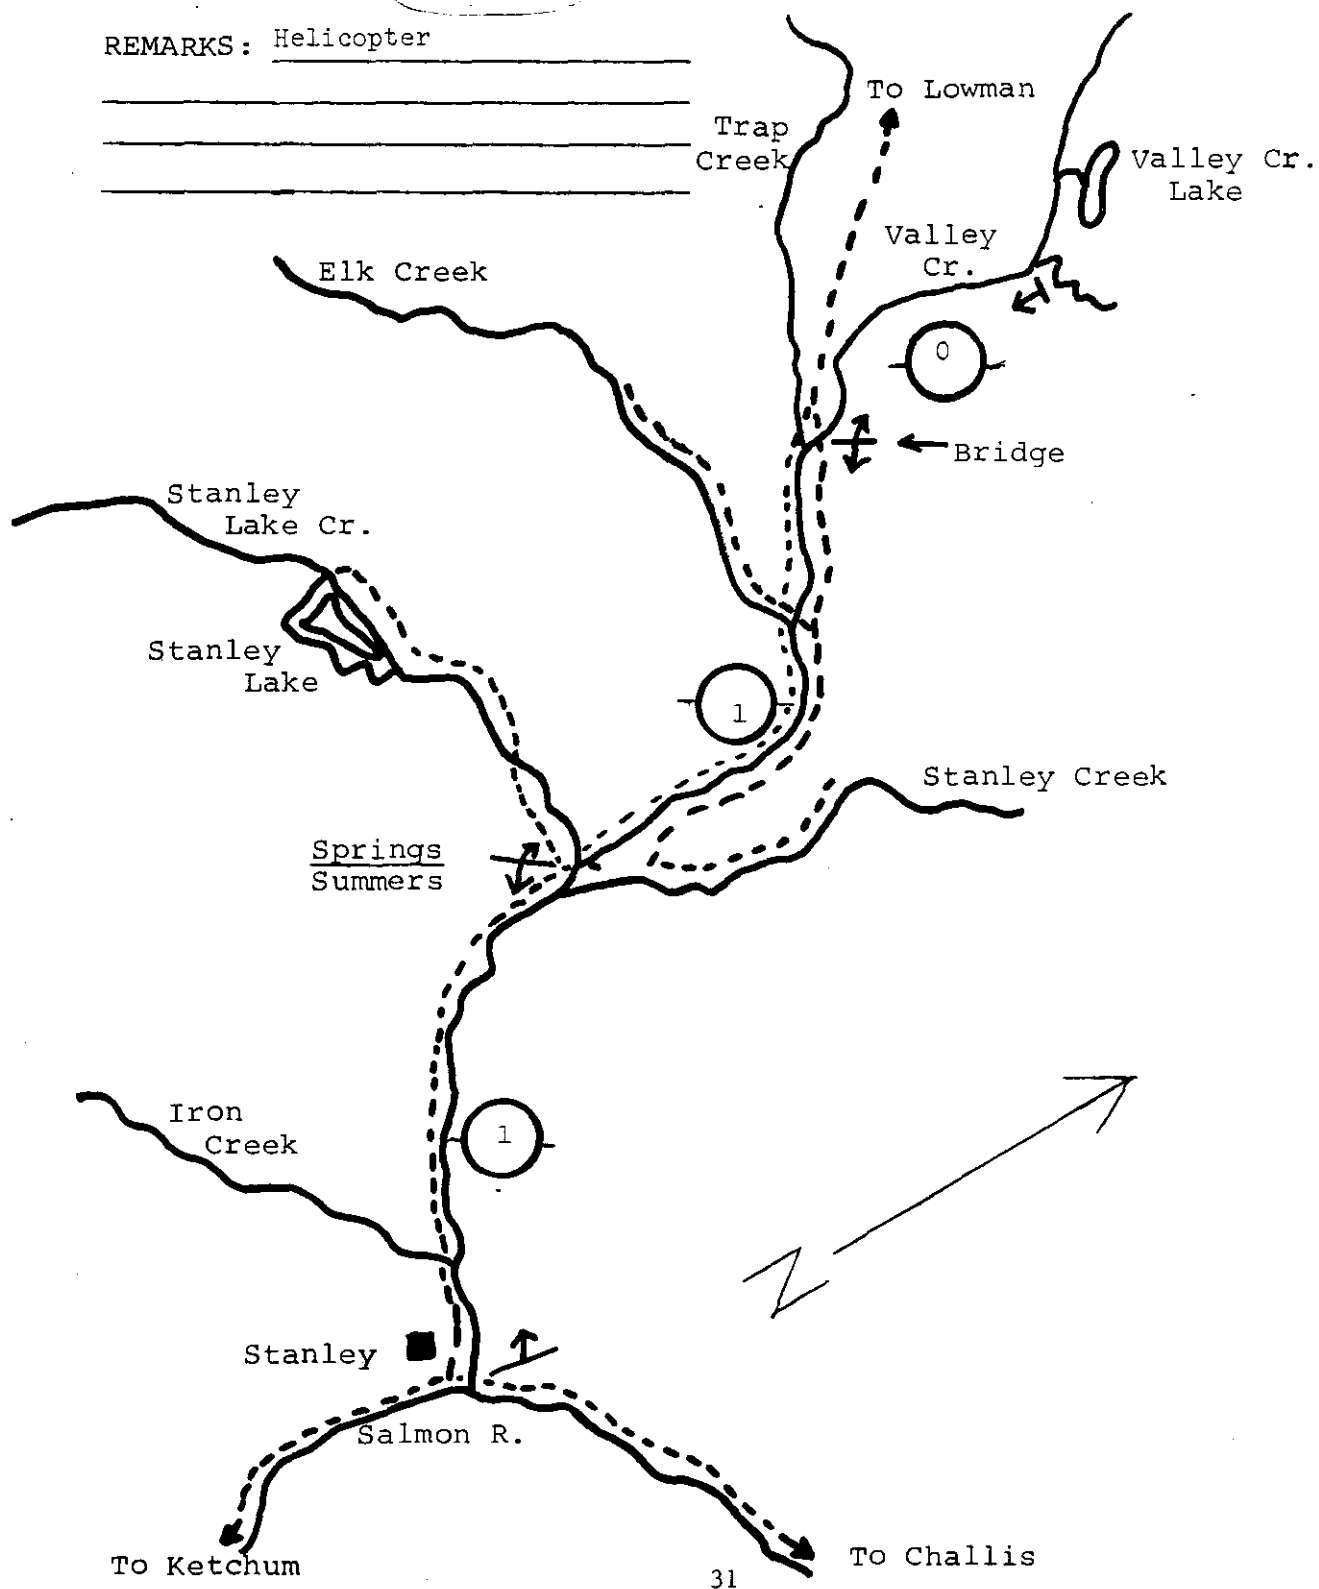 REMARKS: Helicopter
To Lowman
Trap
Creek
Valley Cr.
Lake
Valley
Cr.
Elk Creek
0
Bridge
Stanley
Lake Cr.
Stanley
Lake
1
Stanley Creek
Springs
Summers
Iron
Creek
1
N
Stanley
Salmon R.
To Ketchum
To Challis
31